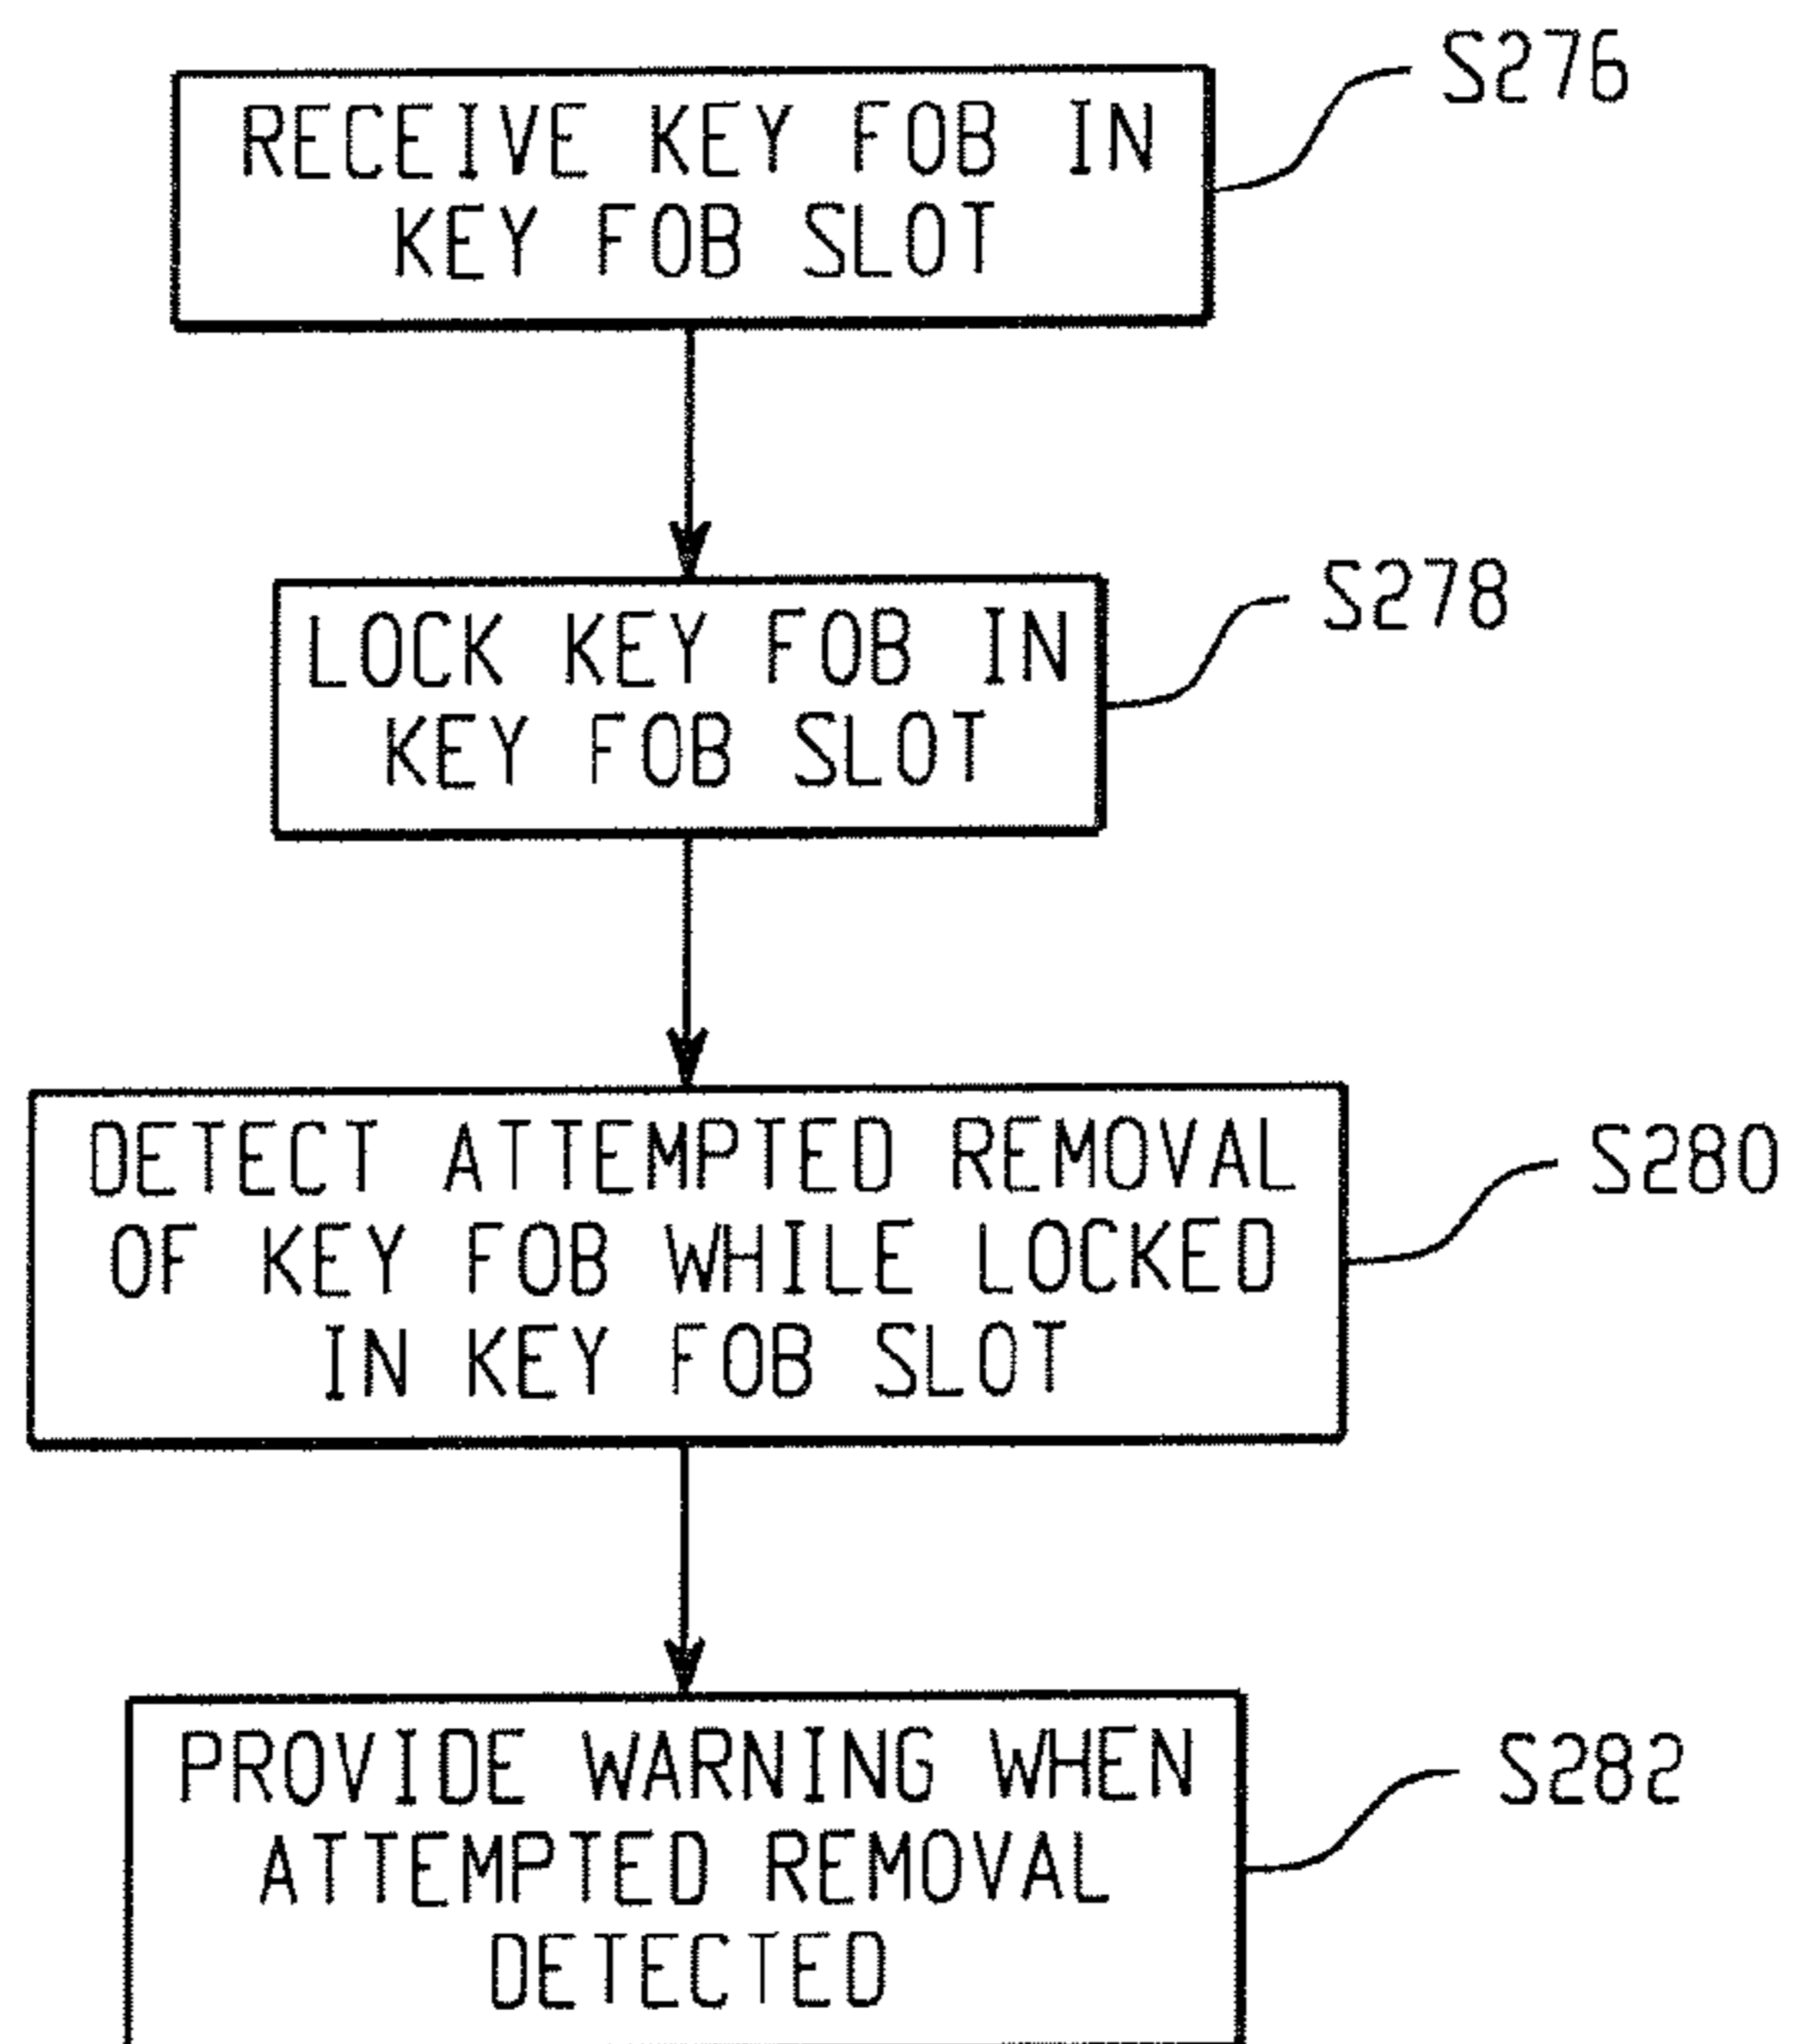 S276
RECEIVE KEY FOB IN
KEY FOB SLOT
S278
LOCK KEY FOB IN
KEY FOB SLOT
S280
DETECT ATTEMPTED REMOVAL
OF KEY FOB WHILE LOCKED
IN KEY FOB SLOT
S282
PROVIDE WARNING WHEN
ATTEMPTED REMOVAL
DETECTED